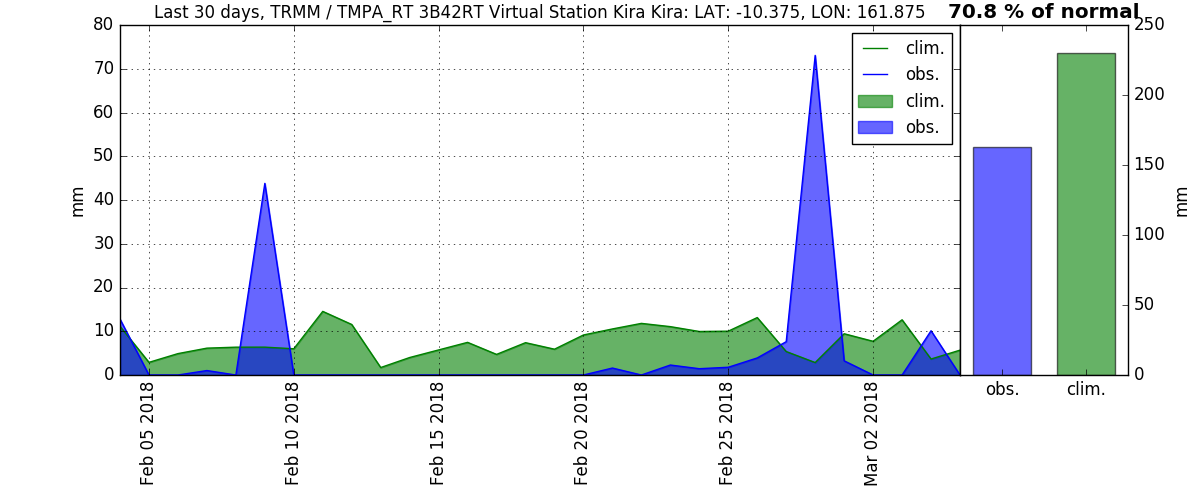 Last 30 days, TRMM / TMPA_RT 3B42RT Virtual Station Kira Kira: LAT: -10.375, LON: 161.875
70.8 % of normal
80
70
60
50
40
30
20
10
0
mm
clim.
obs.
clim.
obs.
Feb 05 2018
Feb 10 2018
Feb 15 2018
Feb 20 2018
Feb 25 2018
Mar 02 2018
250
200
150
100
50
0
mm
obs.
clim.